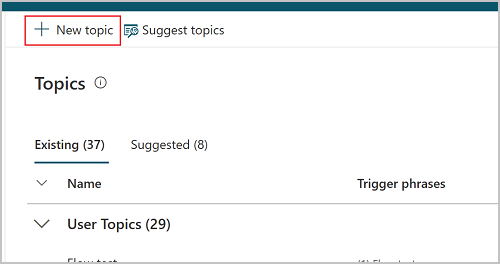 New topic Suggest topics
Topics
Existing (37) Suggested (8)
Name Trigger phrases
User Topics (29)